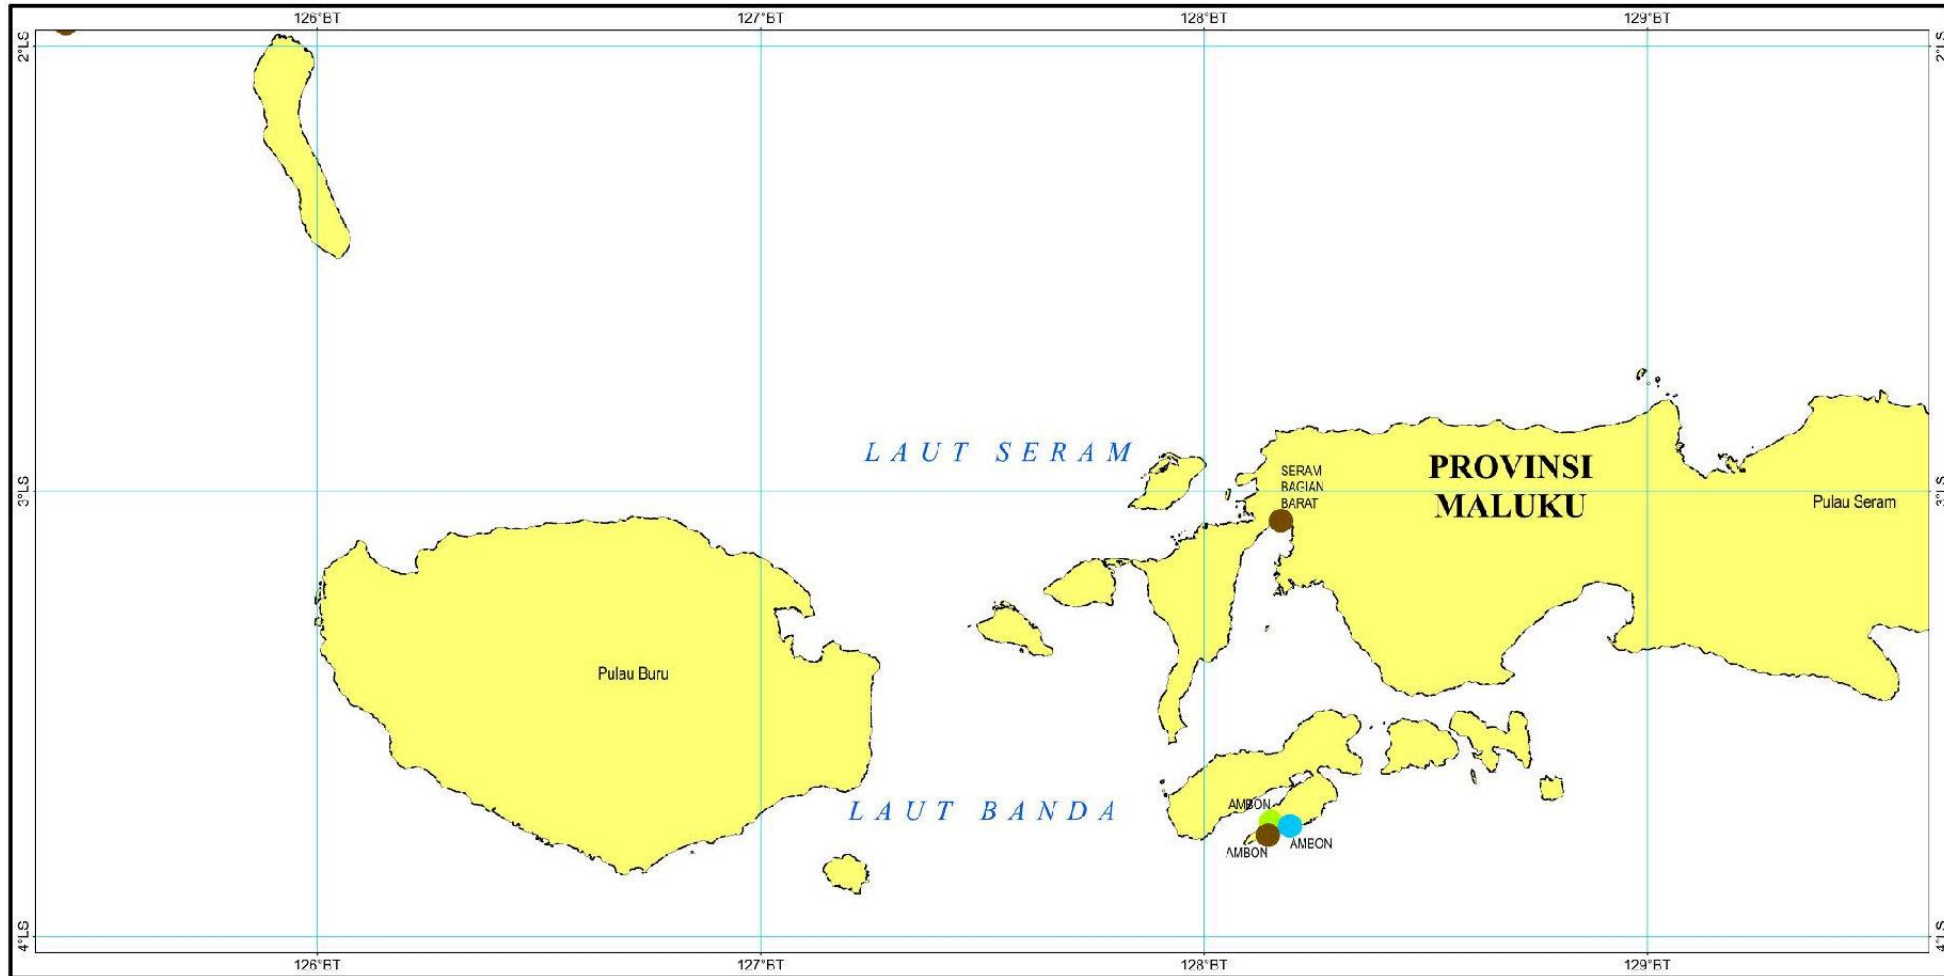 126°BT 127°BT 128°BT 129°BT
2°LS 2°LS
LAUT SERAM
PROVINSI
MALUKU
SERAM
BAGIAN
BARAT
3°LS 3°LS
Pulau Seram
Pulau Buru
LAUT BANDA
AMBON
AMBON
AMBON
4°LS 4°LS
126°BT 127°BT 128°BT 129°BT